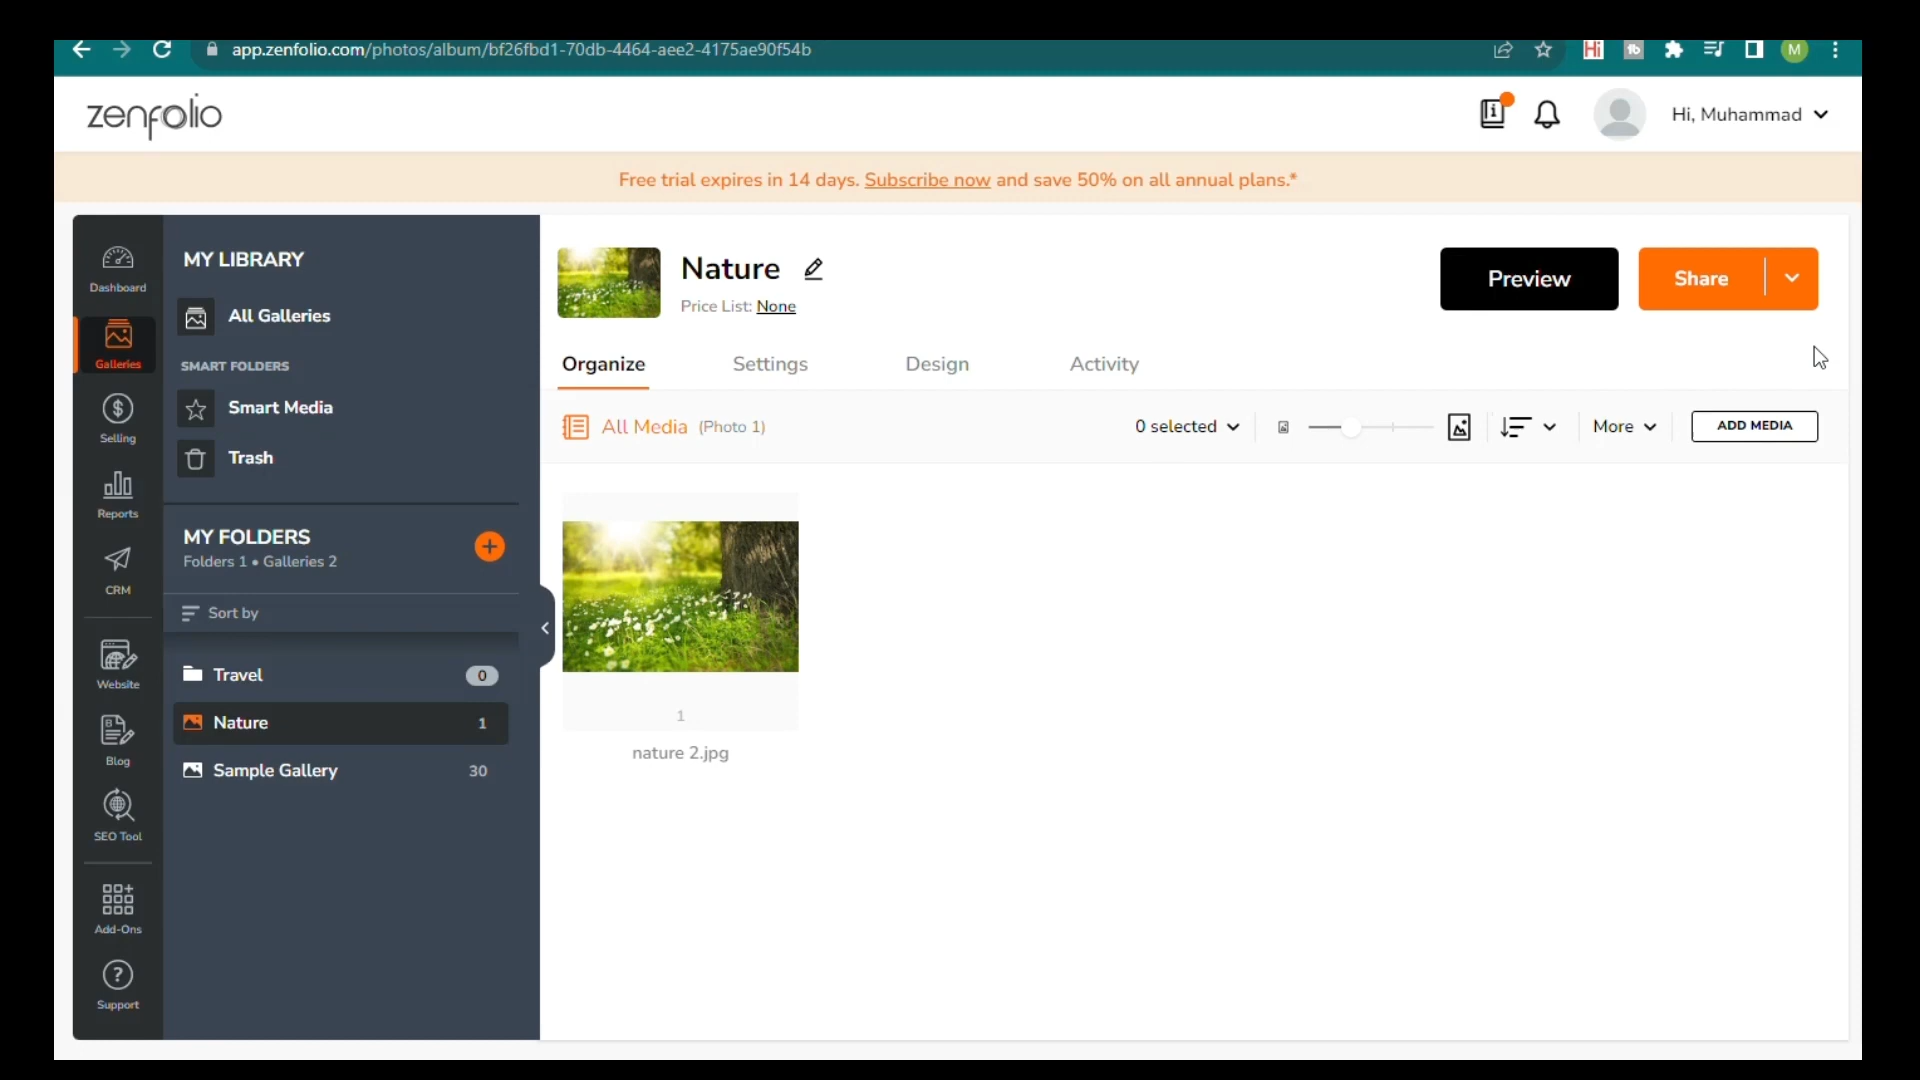 app.zenfolio.com/photos/album/bf26fbd1-70db-4464-aee2-4175ae90f54b
Hi
tb
M
zenfolio
Hi, Muhammad
Free trial expires in 14 days. Subscribe now and save 50% on all annual plans.*
Dashboard
Galleries
Selling
Reports
CRM
Website
Blog
SEO Tool
Add-Ons
Support
MY LIBRARY
All Galleries
SMART FOLDERS
Smart Media
Trash
MY FOLDERS
Folders 1 • Galleries 2
Sort by
Travel 0
Nature 1
Sample Gallery 30
Nature
Price List: None
Preview
Share
Organize Settings Design Activity
All Media (Photo 1)
0 selected
More
ADD MEDIA
1
nature 2.jpg